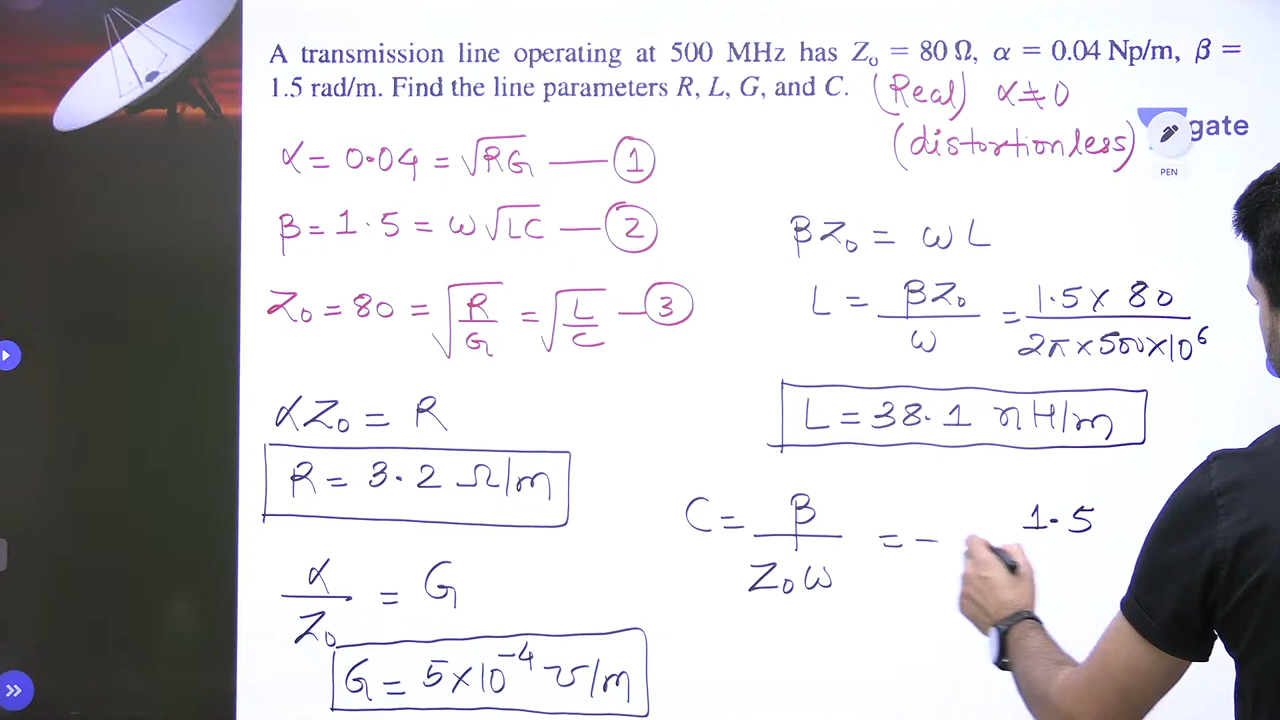 A transmission line operating at 500 MHz has Zₒ = 80 Ω, α = 0.04 Np/m, β =
1.5 rad/m. Find the line parameters R, L, G, and C. (Real) α ≠ 0
(distortionless)
gate
PEN
α = 0.04 = √RG — ①
β = 1.5 = ω√LC — ②
Z₀ = 80 = √(R/G) = √(L/C) — ③
αZ₀ = R
R = 3.2 Ω/m
α/Z₀ = G
G = 5×10⁻⁴ ℧/m
βZ₀ = ωL
L = βZ₀/ω = 1.5 × 80/2π×500×10⁶
L = 38.1 nH/m
C = β/Z₀ω = 1.5